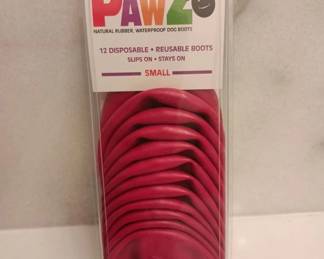 PAWZ
NATURAL RUBBER, WATERPROOF DOG BOOTS
12 DISPOSABLE • REUSABLE BOOTS
SLIPS ON • STAYS ON
SMALL